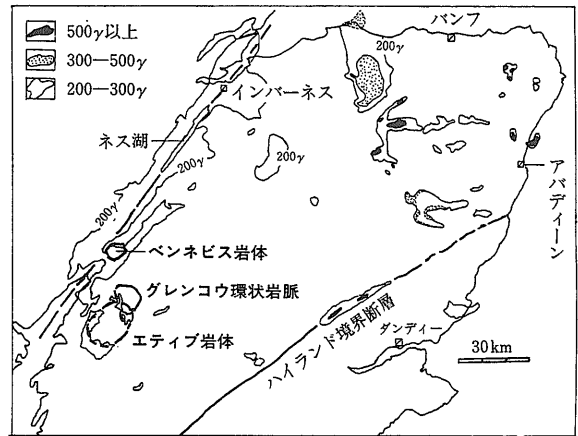 500γ以上
300—500γ
200—300γ
バンフ
200γ
インバーネス
ネス湖
200γ
200γ
200γ
アバディーン
ベンネビス岩体
グレンコウ環状岩脈
エティブ岩体
ハイランド境界断層
ダンディー
30km